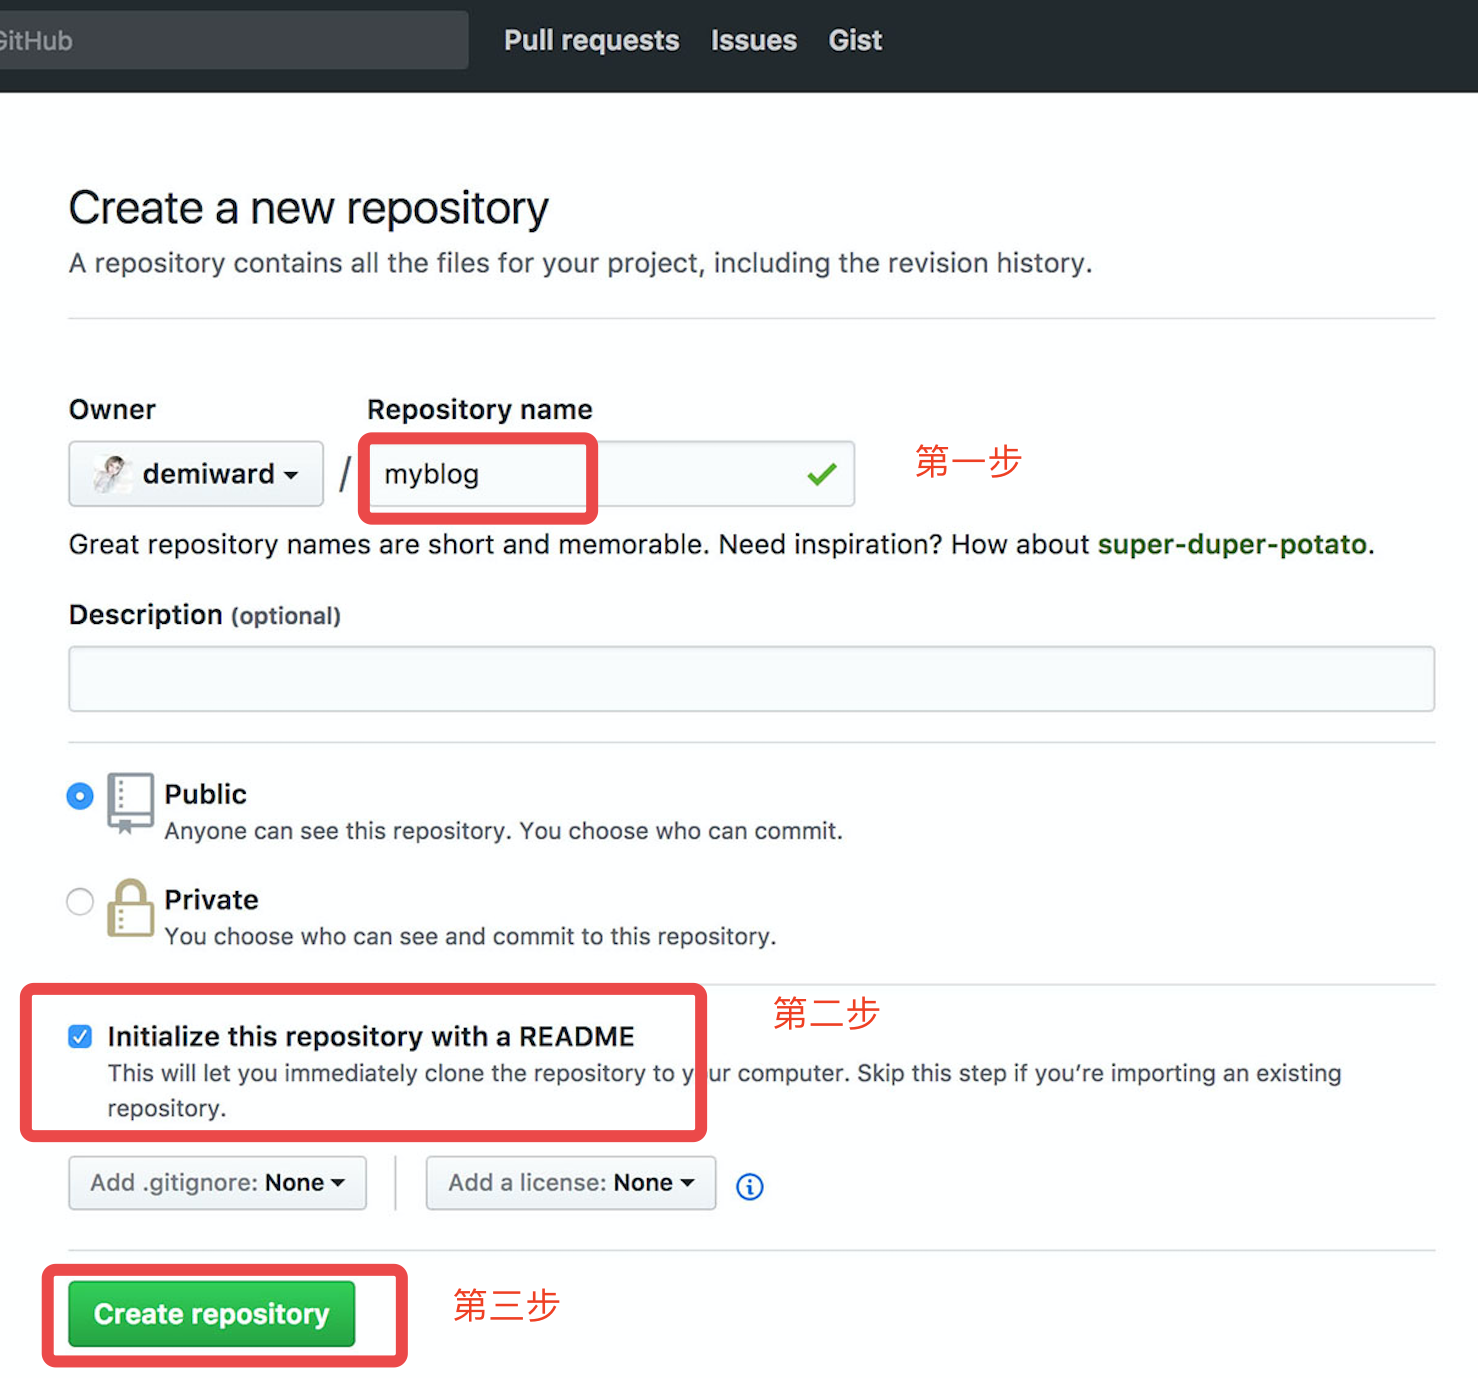 GitHub
Pull requests Issues Gist
Create a new repository
A repository contains all the files for your project, including the revision history.
Owner Repository name
demiward / myblog 第一步
Great repository names are short and memorable. Need inspiration? How about super-duper-potato.
Description (optional)
Public
Anyone can see this repository. You choose who can commit.
Private
You choose who can see and commit to this repository.
第二步
Initialize this repository with a README
This will let you immediately clone the repository to your computer. Skip this step if you’re importing an existing
repository.
Add .gitignore: None Add a license: None
Create repository 第三步